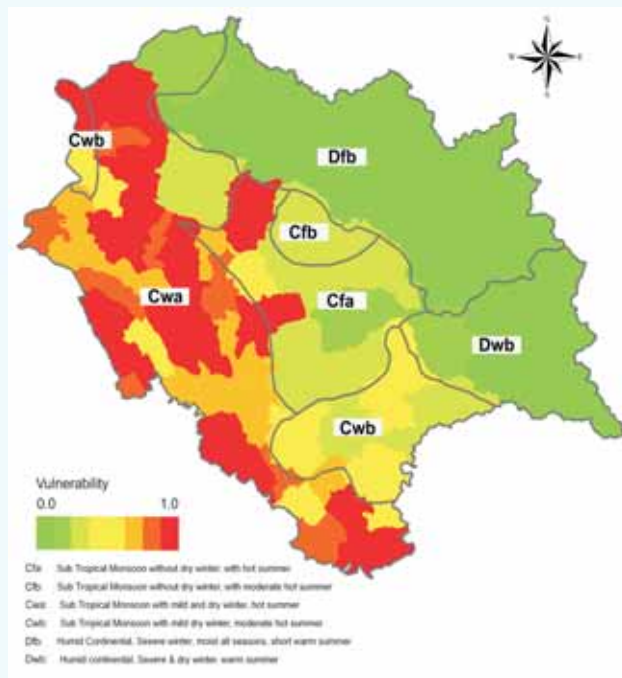 N
W E
S
Cwb
Dfb
Cfb
Cwa
Cfa
Dwb
Cwb
Vulnerability
0.0 1.0
Cfa: Sub Tropical Monsoon without dry winter, with hot summer
Cfb: Sub Tropical Monsoon without dry winter, with moderate hot summer
Cwa: Sub Tropical Monsoon with mild and dry winter, hot summer
Cwb: Sub Tropical Monsoon with mild dry winter, moderate hot summer
Dfb: Humid Continental, Severe winter, moist all seasons, short warm summer
Dwb: Humid continental, Severe & dry winter, warm summer